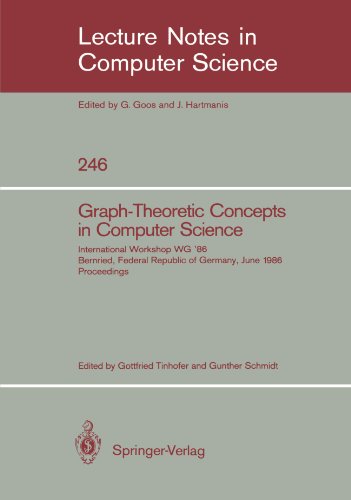 Lecture Notes in
Computer Science
Edited by G. Goos and J. Hartmanis
246
Graph-Theoretic Concepts
in Computer Science
International Workshop WG '86
Bernried, Federal Republic of Germany, June 1986
Proceedings
Edited by Gottfried Tinhofer and Gunther Schmidt
Springer-Verlag